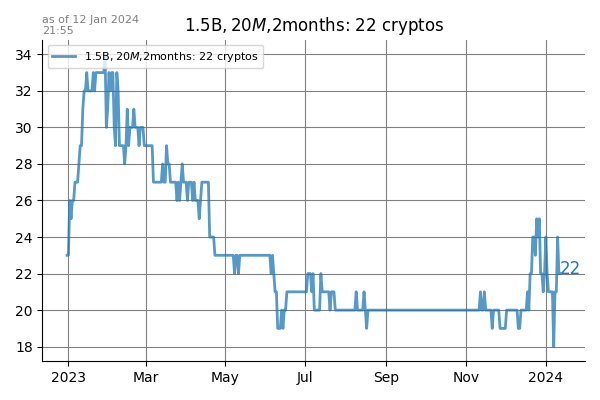 as of 12 Jan 2024
21:55
1.5B, 20M,2months: 22 cryptos
1.5B, 20M,2months: 22 cryptos
34
32
30
28
26
24
22
20
18
22
2023
Mar
May
Jul
Sep
Nov
2024